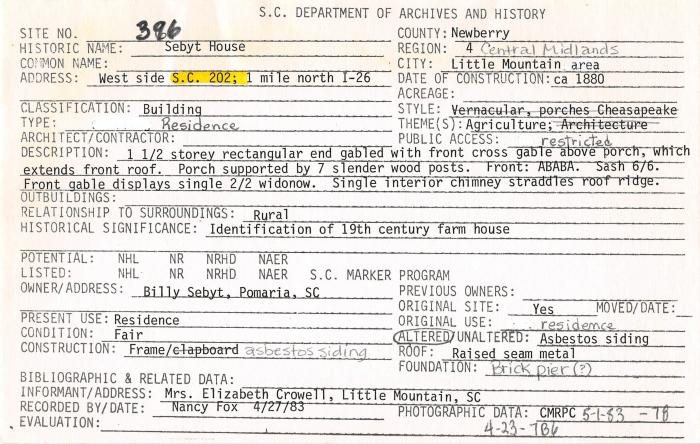 S.C. DEPARTMENT OF ARCHIVES AND HISTORY
SITE NO. 396
COUNTY: Newberry
HISTORIC NAME: Sebyt House
REGION: 4 Central Midlands
COMMON NAME:
CITY: Little Mountain area
ADDRESS: West side S.C. 202; 1 mile north I-26
DATE OF CONSTRUCTION: ca 1880
ACREAGE:
CLASSIFICATION: Building
STYLE: Vernacular, porches Cheasapeake
TYPE: Residence
THEME(S): Agriculture; Architecture
ARCHITECT/CONTRACTOR:
PUBLIC ACCESS: restricted
DESCRIPTION: 1 1/2 storey rectangular end gabled with front cross gable above porch, which
extends front roof. Porch supported by 7 slender wood posts. Front: ABABA. Sash 6/6.
Front gable displays single 2/2 widonow. Single interior chimney straddles roof ridge.
OUTBUILDINGS:
RELATIONSHIP TO SURROUNDINGS: Rural
HISTORICAL SIGNIFICANCE: Identification of 19th century farm house
POTENTIAL: NHL NR NRHD NAER
LISTED: NHL NR NRHD NAER S.C. MARKER PROGRAM
OWNER/ADDRESS: Billy Sebyt, Pomaria, SC
PREVIOUS OWNERS:
ORIGINAL SITE: Yes MOVED/DATE:
PRESENT USE: Residence
ORIGINAL USE: residence
CONDITION: Fair
ALTERED/UNALTERED: Asbestos siding
CONSTRUCTION: Frame/clapboard asbestos siding
ROOF: Raised seam metal
FOUNDATION: Brick pier (?)
BIBLIOGRAPHIC & RELATED DATA:
INFORMANT/ADDRESS: Mrs. Elizabeth Crowell, Little Mountain, SC
RECORDED BY/DATE: Nancy Fox 4/27/83
PHOTOGRAPHIC DATA: CMRPC 5-1-83 - 7B
EVALUATION:
4-23-7B6